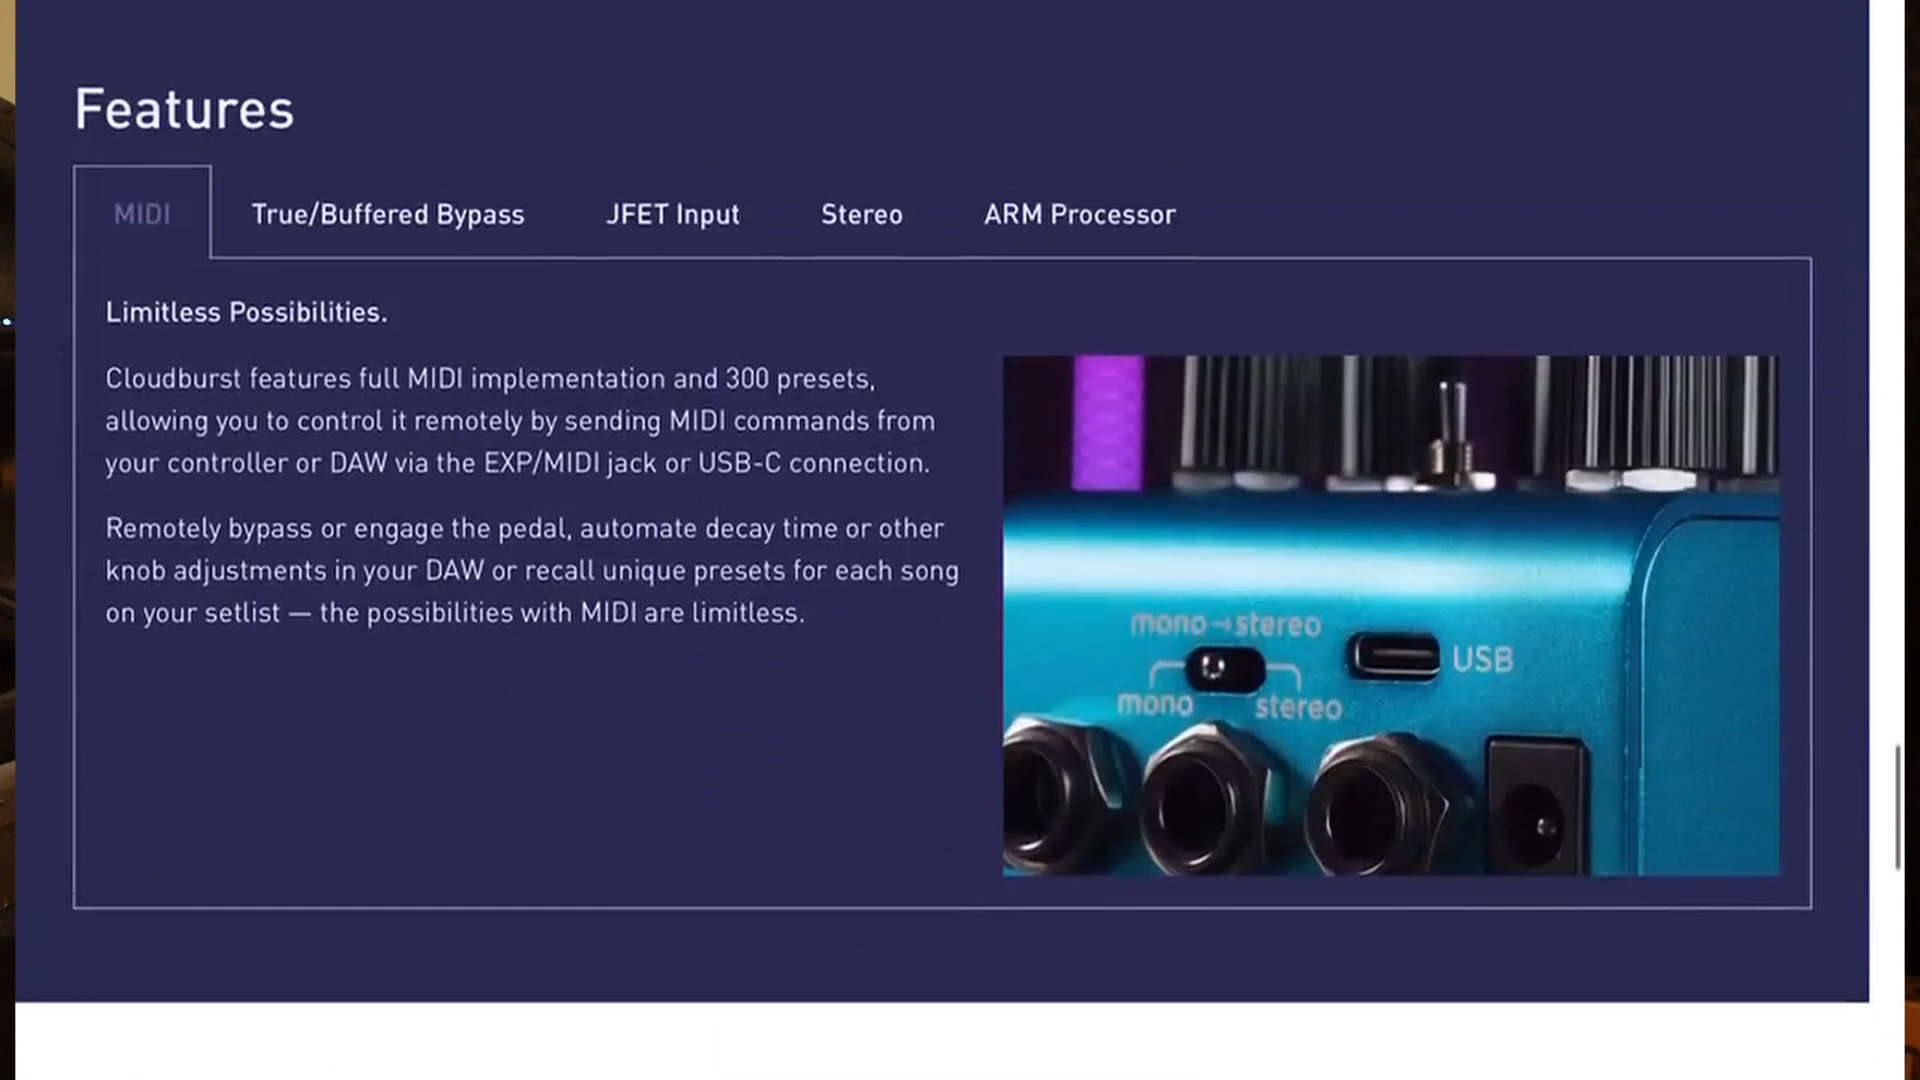 Features
MIDI
True/Buffered Bypass
JFET Input
Stereo
ARM Processor
Limitless Possibilities.
Cloudburst features full MIDI implementation and 300 presets,
allowing you to control it remotely by sending MIDI commands from
your controller or DAW via the EXP/MIDI jack or USB-C connection.
Remotely bypass or engage the pedal, automate decay time or other
knob adjustments in your DAW or recall unique presets for each song
on your setlist — the possibilities with MIDI are limitless.
mono→stereo
USB
mono stereo